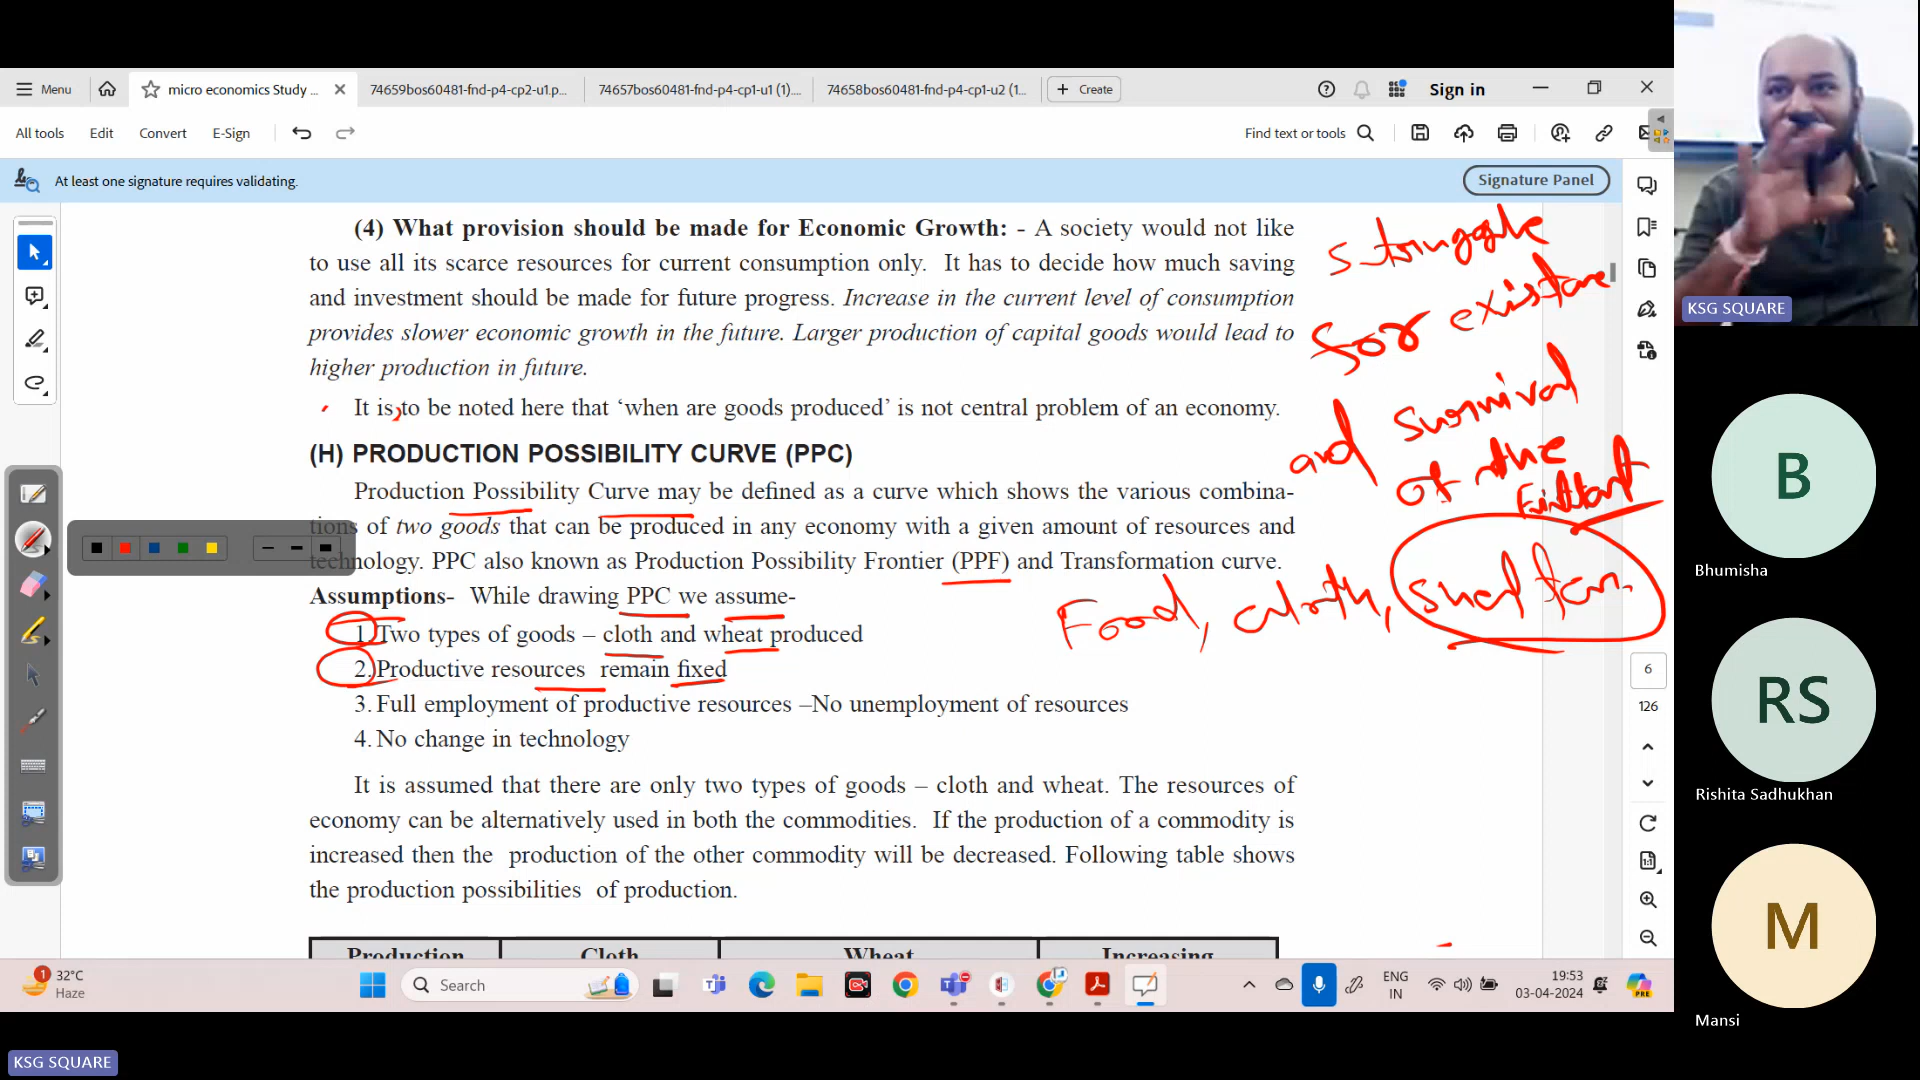 Menu
micro economics Study ...
74659bos60481-fnd-p4-cp2-u1.p...
74657bos60481-fnd-p4-cp1-u1 (1)....
74658bos60481-fnd-p4-cp1-u2 (1...
Create
Sign in
All tools
Edit
Convert
E-Sign
Find text or tools
At least one signature requires validating.
Signature Panel
(4) What provision should be made for Economic Growth: - A society would not like
to use all its scarce resources for current consumption only. It has to decide how much saving
and investment should be made for future progress. Increase in the current level of consumption
provides slower economic growth in the future. Larger production of capital goods would lead to
higher production in future.
It is to be noted here that ‘when are goods produced’ is not central problem of an economy.
(H) PRODUCTION POSSIBILITY CURVE (PPC)
Production Possibility Curve may be defined as a curve which shows the various combina-
tions of two goods that can be produced in any economy with a given amount of resources and
technology. PPC also known as Production Possibility Frontier (PPF) and Transformation curve.
Assumptions- While drawing PPC we assume-
1. Two types of goods – cloth and wheat produced
2. Productive resources remain fixed
3. Full employment of productive resources –No unemployment of resources
4. No change in technology
It is assumed that there are only two types of goods – cloth and wheat. The resources of
economy can be alternatively used in both the commodities. If the production of a commodity is
increased then the production of the other commodity will be decreased. Following table shows
the production possibilities of production.
Production
Cloth
Wheat
Increasing
struggle
for
and survival
of the
Food,
6
126
1
32°C
Haze
Search
ENG
IN
19:53
03-04-2024
PRE
KSG SQUARE
B
Bhumisha
RS
Rishita Sadhukhan
M
Mansi
KSG SQUARE